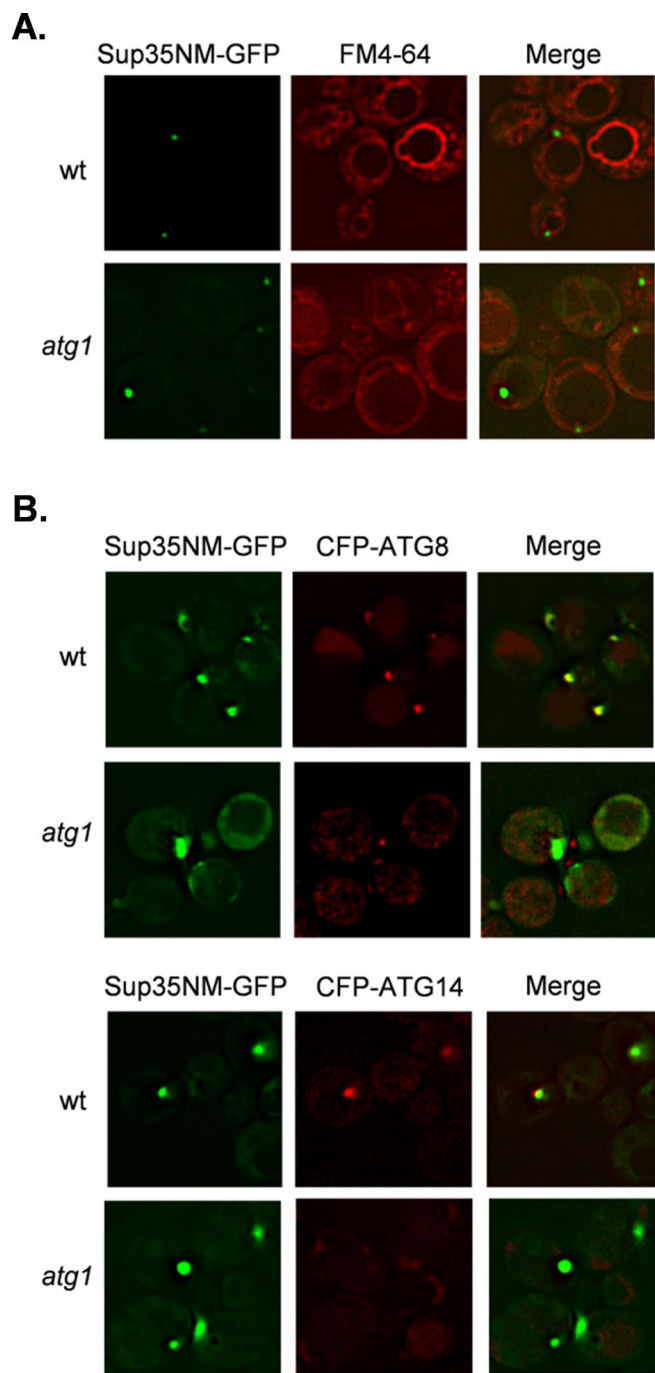 A.
Sup35NM-GFP FM4-64 Merge
wt
atg1
B.
Sup35NM-GFP CFP-ATG8 Merge
wt
atg1
Sup35NM-GFP CFP-ATG14 Merge
wt
atg1